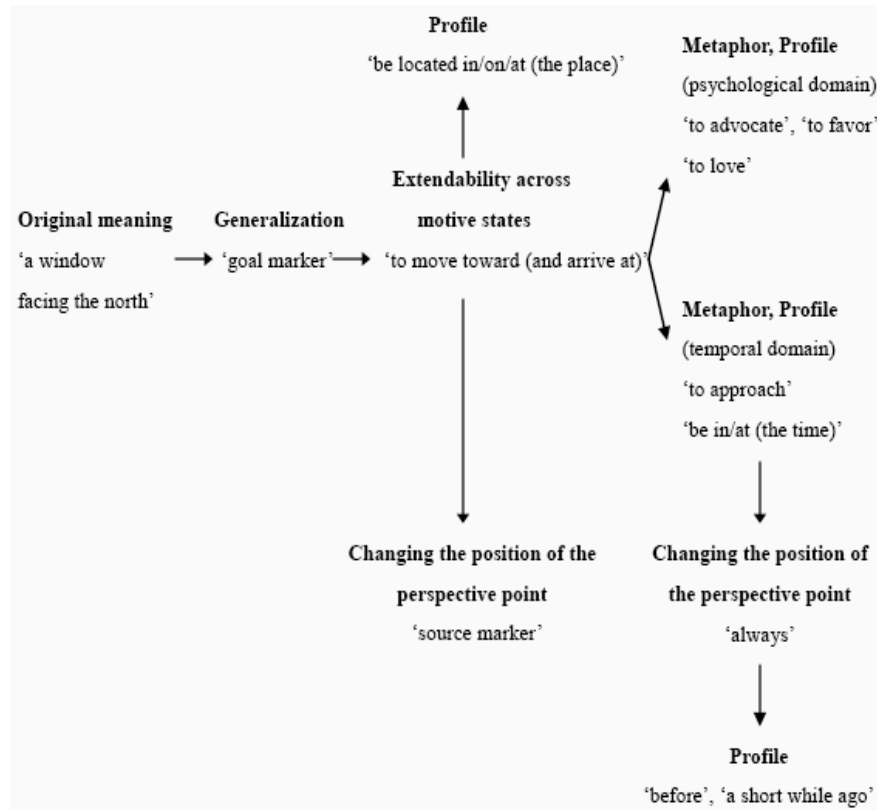 Profile
‘be located in/on/at (the place)’
Metaphor, Profile
(psychological domain)
‘to advocate’, ‘to favor’
‘to love’
Original meaning
‘a window
facing the north’
Generalization
‘goal marker’
Extendability across
motive states
‘to move toward (and arrive at)’
Metaphor, Profile
(temporal domain)
‘to approach’
‘be in/at (the time)’
Changing the position of the
perspective point
‘source marker’
Changing the position of
the perspective point
‘always’
Profile
‘before’, ‘a short while ago’